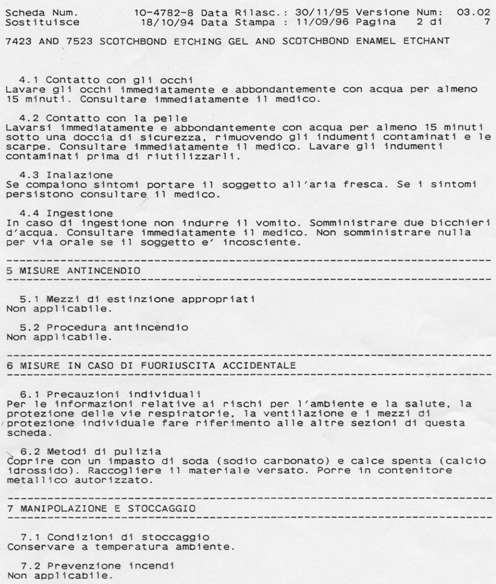 Scheda Num. 10-4782-8 Data Rilasc.: 30/11/95 Versione Num: 03.02
Sostituisce 18/10/94 Data Stampa : 11/09/96 Pagina 2 di 7
7423 AND 7523 SCOTCHBOND ETCHING GEL AND SCOTCHBOND ENAMEL ETCHANT
4.1 Contatto con gli occhi
Lavare gli occhi immediatamente e abbondantemente con acqua per almeno
15 minuti. Consultare immediatamente il medico.
4.2 Contatto con la pelle
Lavarsi immediatamente e abbondantemente con acqua per almeno 15 minuti
sotto una doccia di sicurezza, rimuovendo gli indumenti contaminati e le
scarpe. Consultare immediatamente il medico. Lavare gli indumenti
contaminati prima di riutilizzarli.
4.3 Inalazione
Se compaiono sintomi portare il soggetto all'aria fresca. Se i sintomi
persistono consultare il medico.
4.4 Ingestione
In caso di ingestione non indurre il vomito. Somministrare due bicchieri
d'acqua. Consultare immediatamente il medico. Non somministrare nulla
per via orale se il soggetto e' incosciente.
5 MISURE ANTINCENDIO
5.1 Mezzi di estinzione appropriati
Non applicabile.
5.2 Procedura antincendio
Non applicabile.
6 MISURE IN CASO DI FUORIUSCITA ACCIDENTALE
6.1 Precauzioni individuali
Per le informazioni relative ai rischi per l'ambiente e la salute, la
protezione delle vie respiratorie, la ventilazione e i mezzi di
protezione individuale fare riferimento alle altre sezioni di questa
scheda.
6.2 Metodi di pulizia
Coprire con un impasto di soda (sodio carbonato) e calce spenta (calcio
idrossido). Raccogliere il materiale versato. Porre in contenitore
metallico autorizzato.
7 MANIPOLAZIONE E STOCCAGGIO
7.1 Condizioni di stoccaggio
Conservare a temperatura ambiente.
7.2 Prevenzione incendi
Non applicabile.